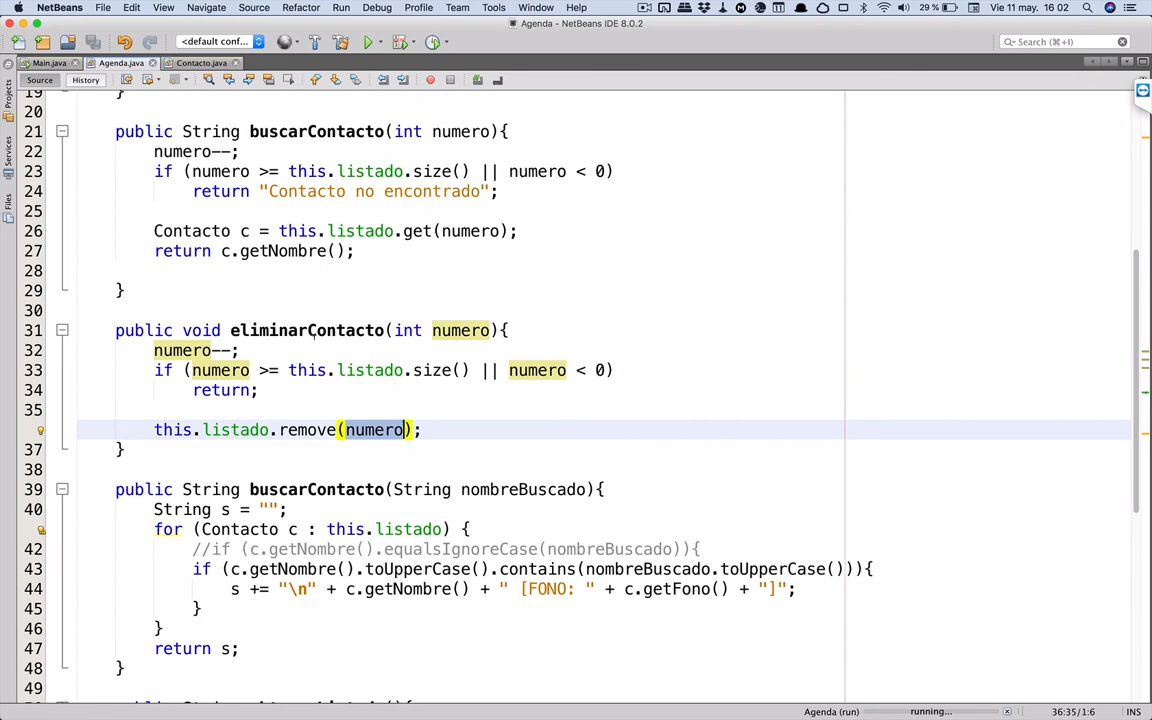 NetBeans File Edit View Navigate Source Refactor Run Debug Profile Team Tools Window Help 29 % Vie 11 may. 16 02
Agenda - NetBeans IDE 8.0.2
<default conf... Search (⌘+I)
Main.java Agenda.java Contacto.java
Source History
Projects
Services
Files
19 }
20
21 public String buscarContacto(int numero){
22 numero--;
23 if (numero >= this.listado.size() || numero < 0)
24 return "Contacto no encontrado";
25
26 Contacto c = this.listado.get(numero);
27 return c.getNombre();
28
29 }
30
31 public void eliminarContacto(int numero){
32 numero--;
33 if (numero >= this.listado.size() || numero < 0)
34 return;
35
this.listado.remove(numero);
37 }
38
39 public String buscarContacto(String nombreBuscado){
40 String s = "";
for (Contacto c : this.listado) {
42 //if (c.getNombre().equalsIgnoreCase(nombreBuscado)){
43 if (c.getNombre().toUpperCase().contains(nombreBuscado.toUpperCase())){
44 s += "\n" + c.getNombre() + " [FONO: " + c.getFono() + "]";
45 }
46 }
47 return s;
48 }
49
Agenda (run) running... 36:35/1:6 INS